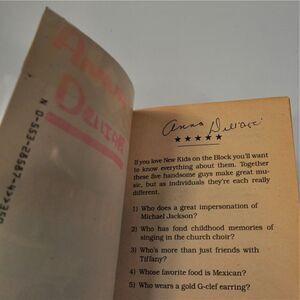 ★★★★★
If you love New Kids on the Block you'll want
to know everything about them. Together
these five handsome guys make great mu-
sic, but as individuals they're each really
different.
1) Who does a great impersonation of
Michael Jackson?
2) Who has fond childhood memories of
singing in the church choir?
3) Who's more than just friends with
Tiffany?
4) Whose favorite food is Mexican?
5) Who wears a gold G-clef earring?